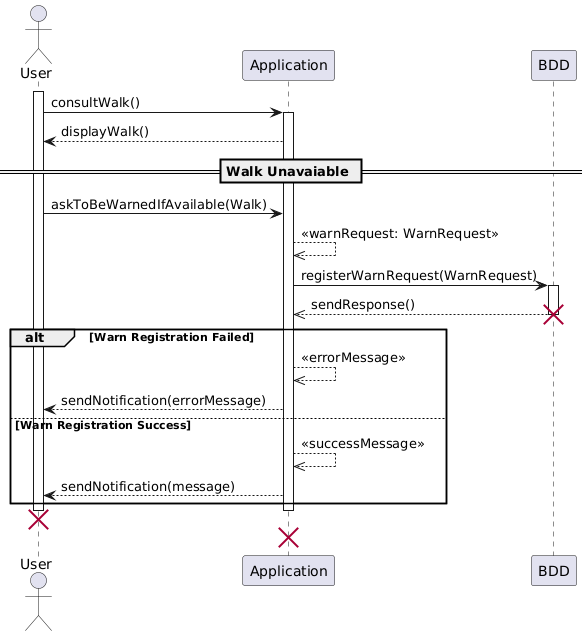 User
Application
BDD
consultWalk()
displayWalk()
Walk Unavaiable
askToBeWarnedIfAvailable(Walk)
«warnRequest: WarnRequest»
registerWarnRequest(WarnRequest)
sendResponse()
alt [Warn Registration Failed]
«errorMessage»
sendNotification(errorMessage)
[Warn Registration Success]
«successMessage»
sendNotification(message)
User
Application
BDD